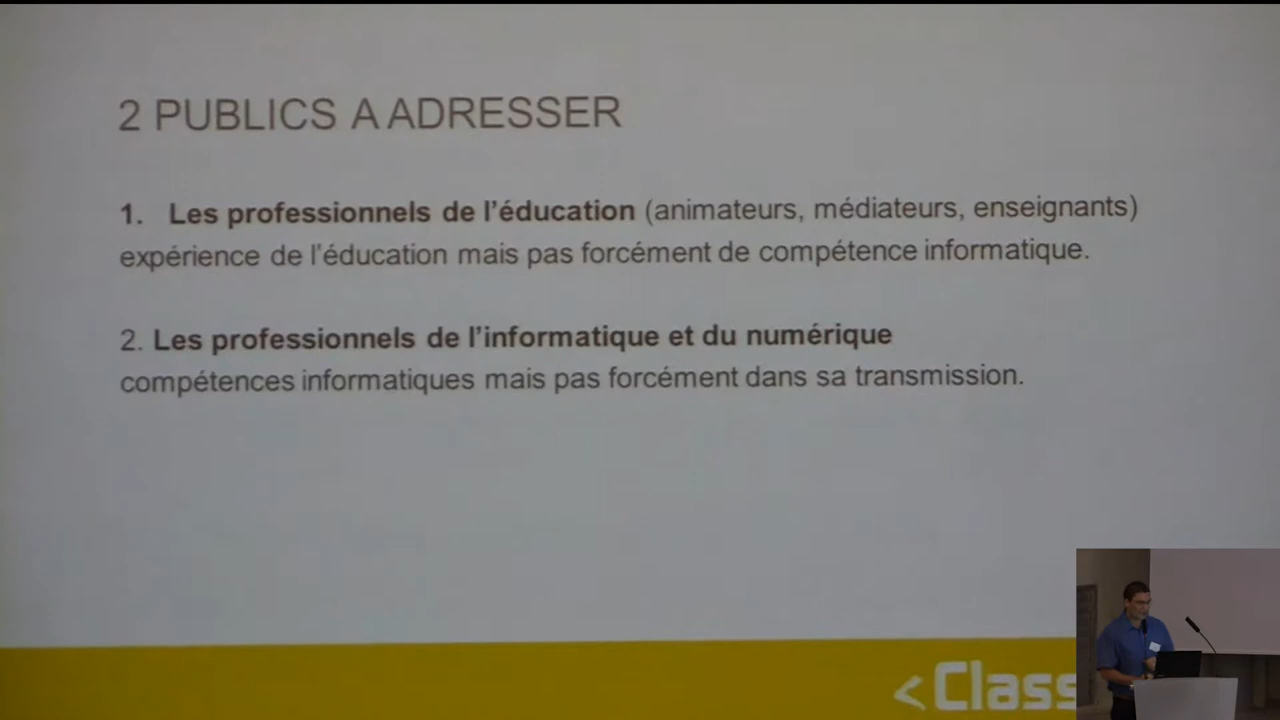 2 PUBLICS A ADRESSER
1. Les professionnels de l'éducation (animateurs, médiateurs, enseignants)
expérience de l'éducation mais pas forcément de compétence informatique.
2. Les professionnels de l'informatique et du numérique
compétences informatiques mais pas forcément dans sa transmission.
<Class